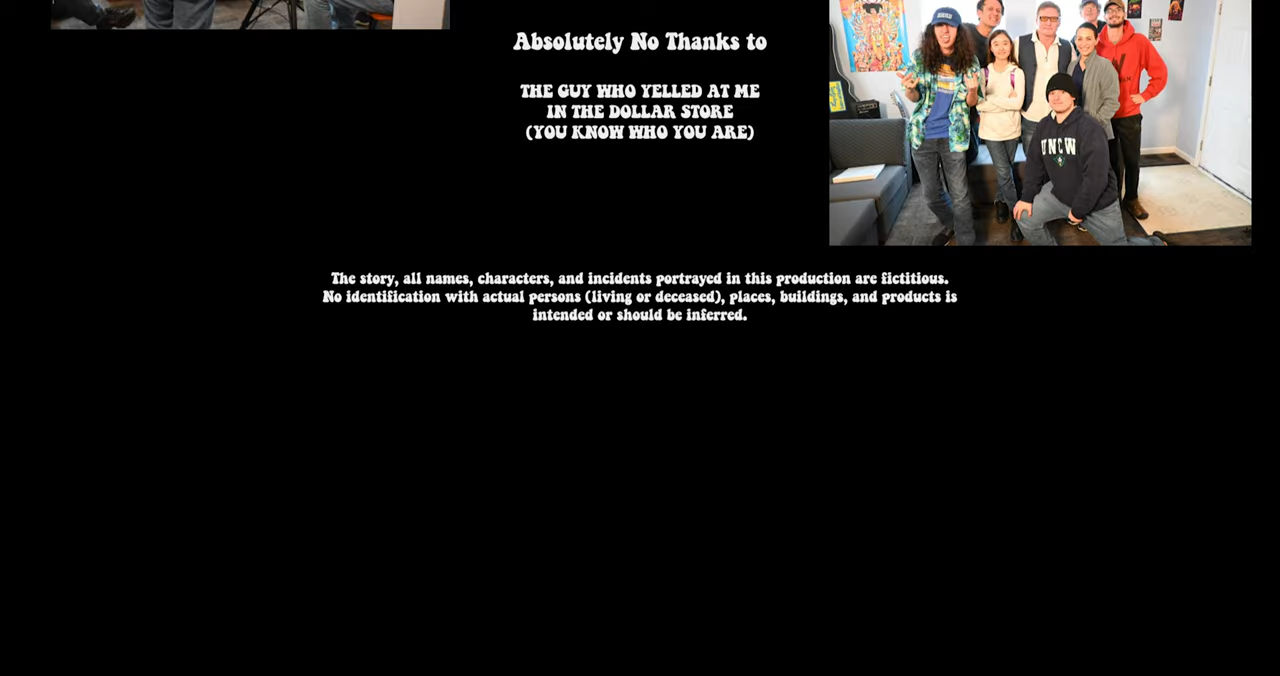 Absolutely No Thanks to
THE GUY WHO YELLED AT ME
IN THE DOLLAR STORE
(YOU KNOW WHO YOU ARE)
UNCW
The story, all names, characters, and incidents portrayed in this production are fictitious.
No identification with actual persons (living or deceased), places, buildings, and products is
intended or should be inferred.